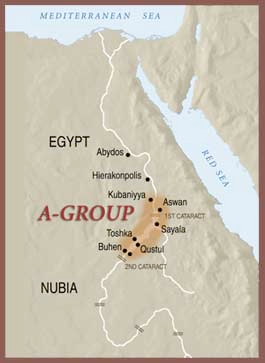 MEDITERRANEAN SEA
EGYPT
RED SEA
Abydos
Hierakonpolis
Kubaniyya
Aswan
1ST CATARACT
A-GROUP
Sayala
Toshka
Buhen
Qustul
2ND CATARACT
NUBIA